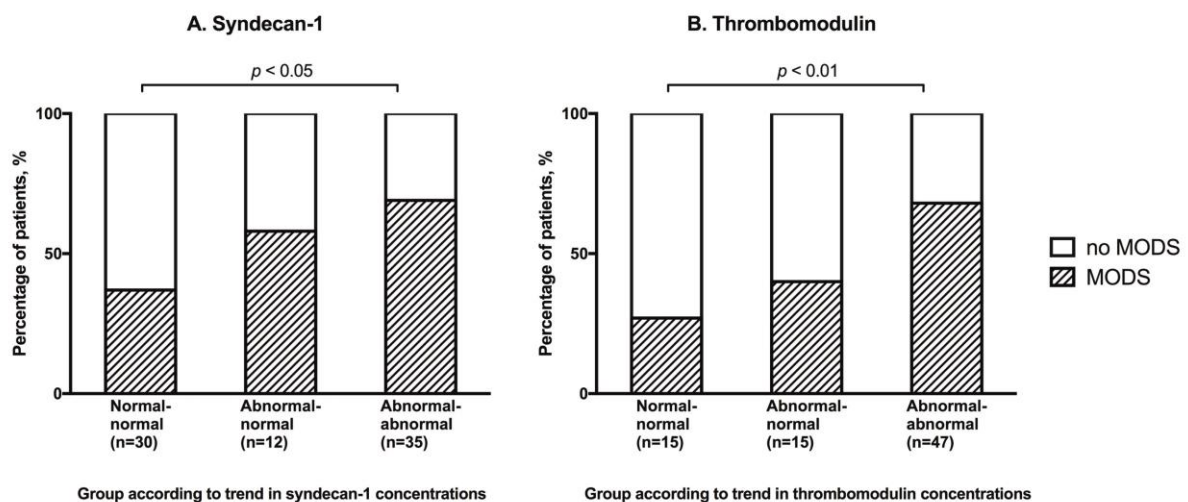 A. Syndecan-1
p < 0.05
100
50
0
Percentage of patients, %
Normal-
normal
(n=30)
Abnormal-
normal
(n=12)
Abnormal-
abnormal
(n=35)
Group according to trend in syndecan-1 concentrations
B. Thrombomodulin
p < 0.01
100
50
0
Percentage of patients, %
Normal-
normal
(n=15)
Abnormal-
normal
(n=15)
Abnormal-
abnormal
(n=47)
Group according to trend in thrombomodulin concentrations
no MODS
MODS